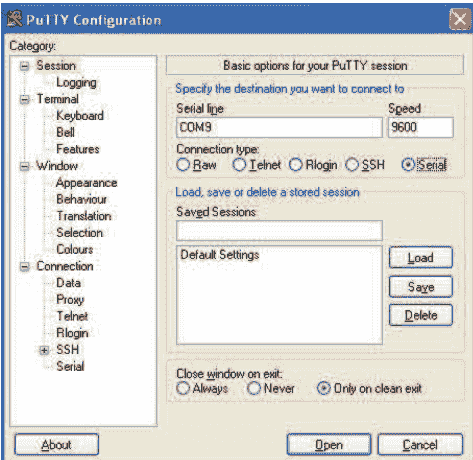 PuTTY Configuration
Category:
Session
Logging
Terminal
Keyboard
Bell
Features
Window
Appearance
Behaviour
Translation
Selection
Colours
Connection
Data
Proxy
Telnet
Rlogin
SSH
Serial
Basic options for your PuTTY session
Specify the destination you want to connect to
Serial line Speed
COM9 9600
Connection type:
Raw Telnet Rlogin SSH Serial
Load, save or delete a stored session
Saved Sessions
Default Settings
Load
Save
Delete
Close window on exit:
Always Never Only on clean exit
About Open Cancel